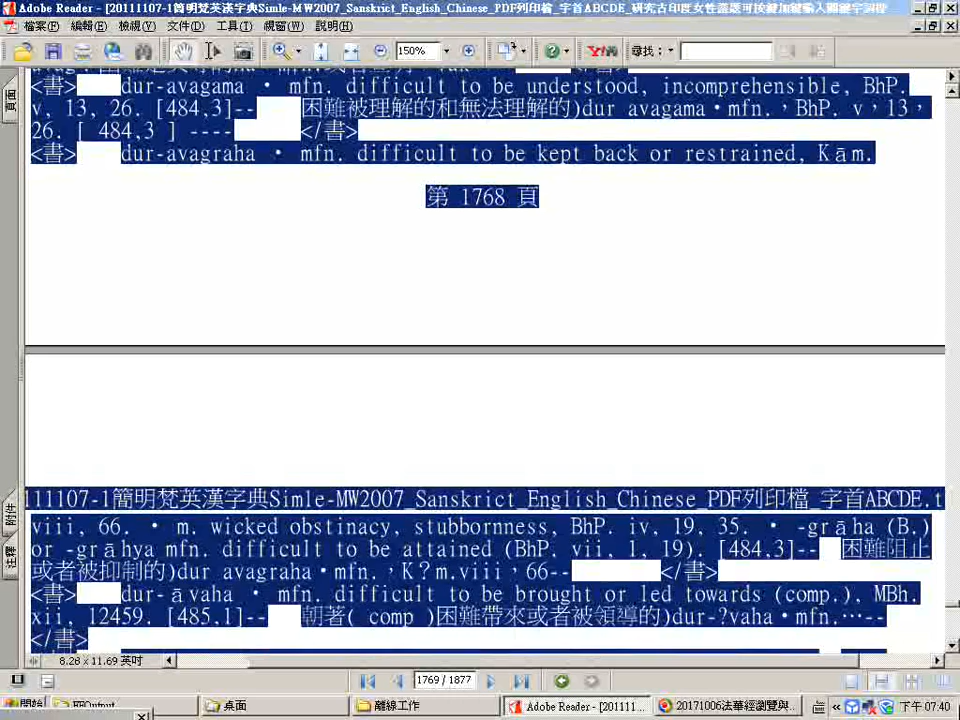 Adobe Reader - [20111107-1簡明梵英漢字典Simle-MW2007_Sanskrict_English_Chinese_PDF列印檔_字首ABCDE_研究古印度女性議題可按鍵加鍵輸入關鍵字詞程
檔案(F) 編輯(E) 檢視(V) 文件(D) 工具(T) 視窗(W) 說明(H)
150% 尋找：
頁面
<書> dur-avagama • mfn. difficult to be understood, incomprehensible, BhP.
v, 13, 26. [484,3]-- 困難被理解的和無法理解的)dur avagama•mfn.，BhP. v，13，
26. [ 484,3 ] ---- </書>
<書> dur-avagraha • mfn. difficult to be kept back or restrained, Kām.
第 1768 頁
111107-1簡明梵英漢字典Simle-MW2007_Sanskrict_English_Chinese_PDF列印檔_字首ABCDE.t
viii, 66. • m. wicked obstinacy, stubbornness, BhP. iv, 19, 35. • -grāha (B.)
or -grāhya mfn. difficult to be attained (BhP. vii, 1, 19). [484,3]-- 困難阻止
或者被抑制的)dur avagraha•mfn.，K？m.viii，66-- </書>
<書> dur-āvaha • mfn. difficult to be brought or led towards (comp.), MBh.
xii, 12459. [485,1]-- 朝著( comp )困難帶來或者被領導的)dur-?vaha•mfn.…--
</書>
附件
注釋
8.28 x 11.69 英吋
1769 / 1877
開始 FFOutput 桌面 離線工作 Adobe Reader - [201111... 20171006法華經瀏覽與... 下午 07:40